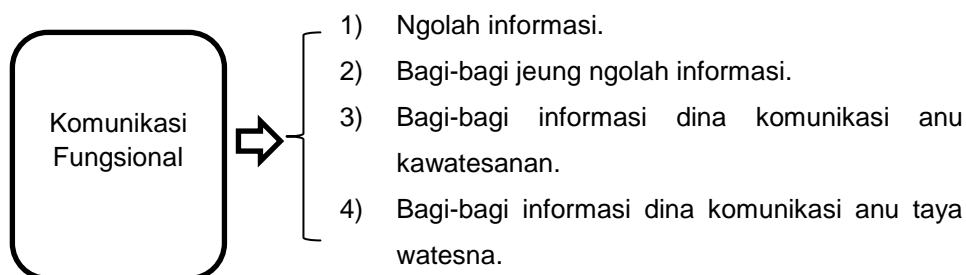 Komunikasi
Fungsional
1) Ngolah informasi.
2) Bagi-bagi jeung ngolah informasi.
3) Bagi-bagi informasi dina komunikasi anu
kawatesanan.
4) Bagi-bagi informasi dina komunikasi anu taya
watesna.